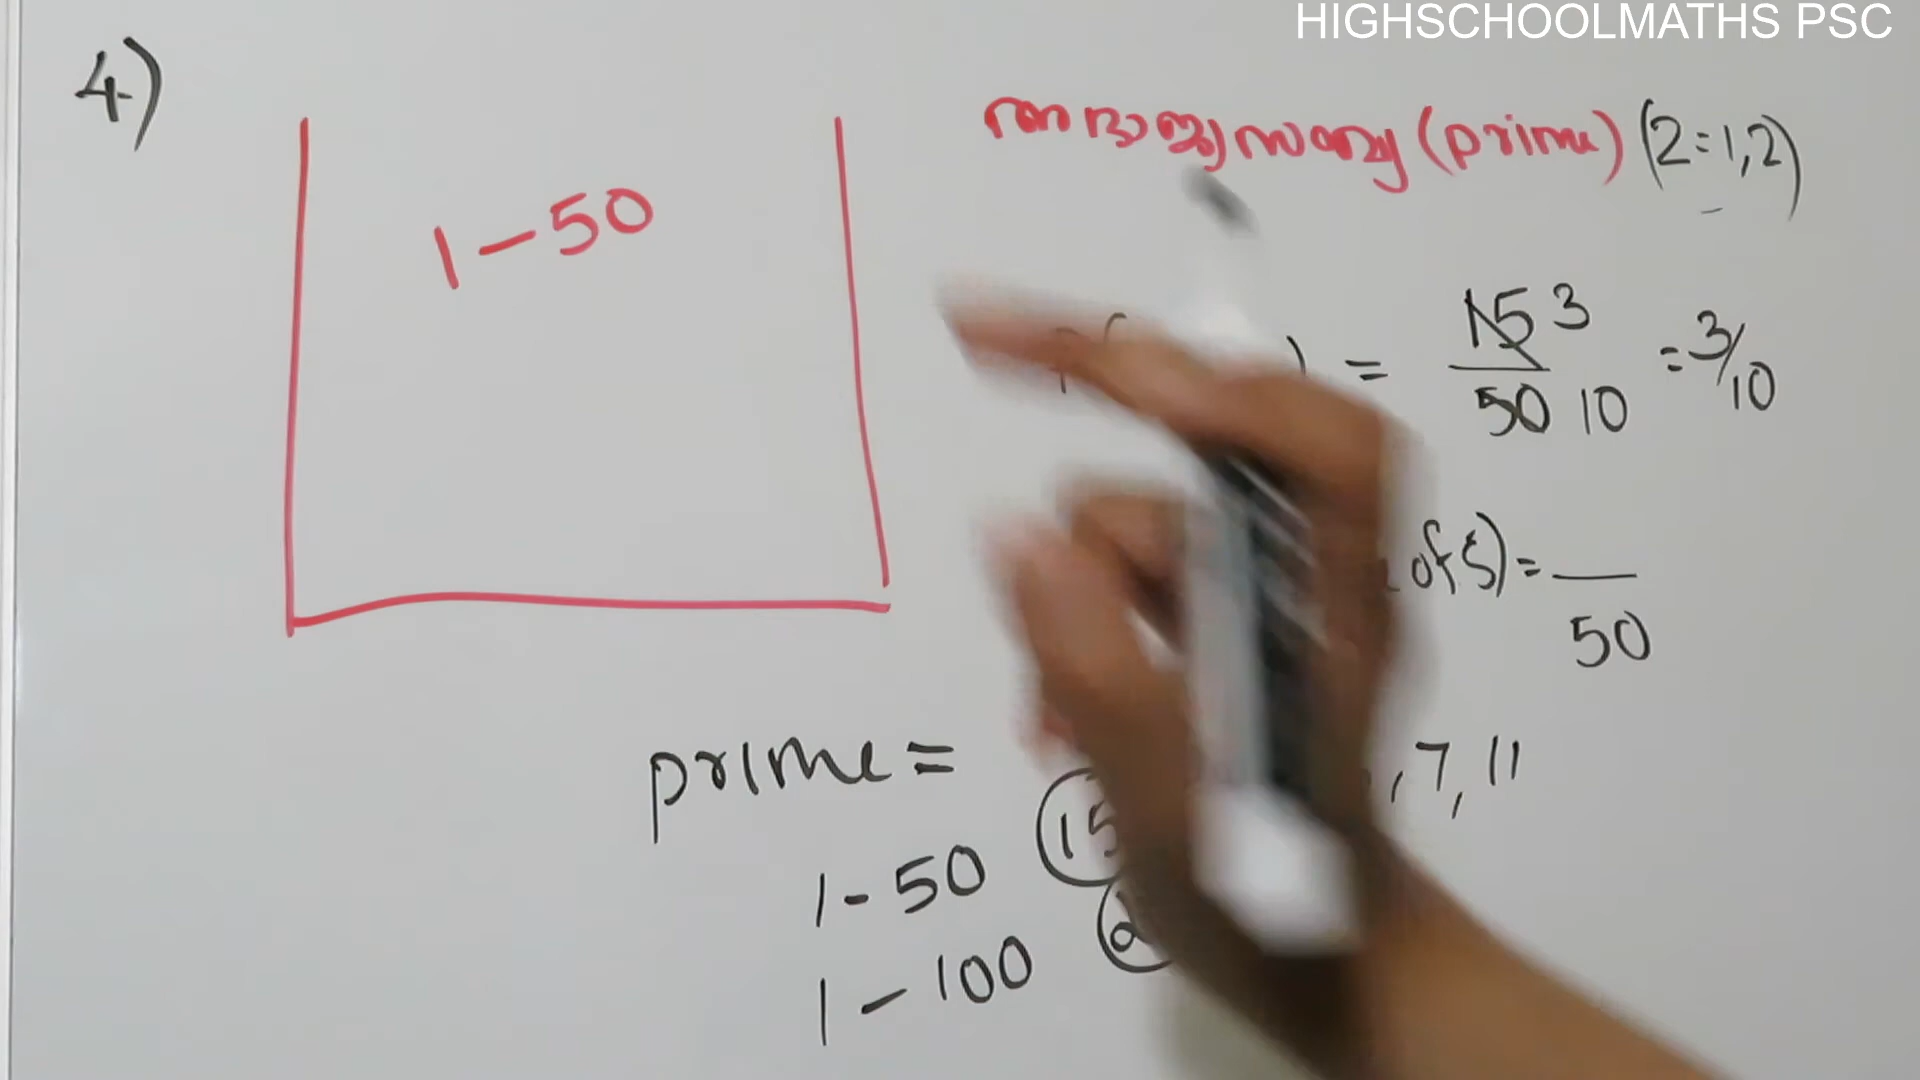 HIGHSCHOOLMATHS PSC
4)
1-50
അഭാജ്യസംഖ്യ (prime) (2=1,2)
= 15 3 / 50 10 = 3/10
of 5) = / 50
prime = , 7, 11
1-50 15
1-100